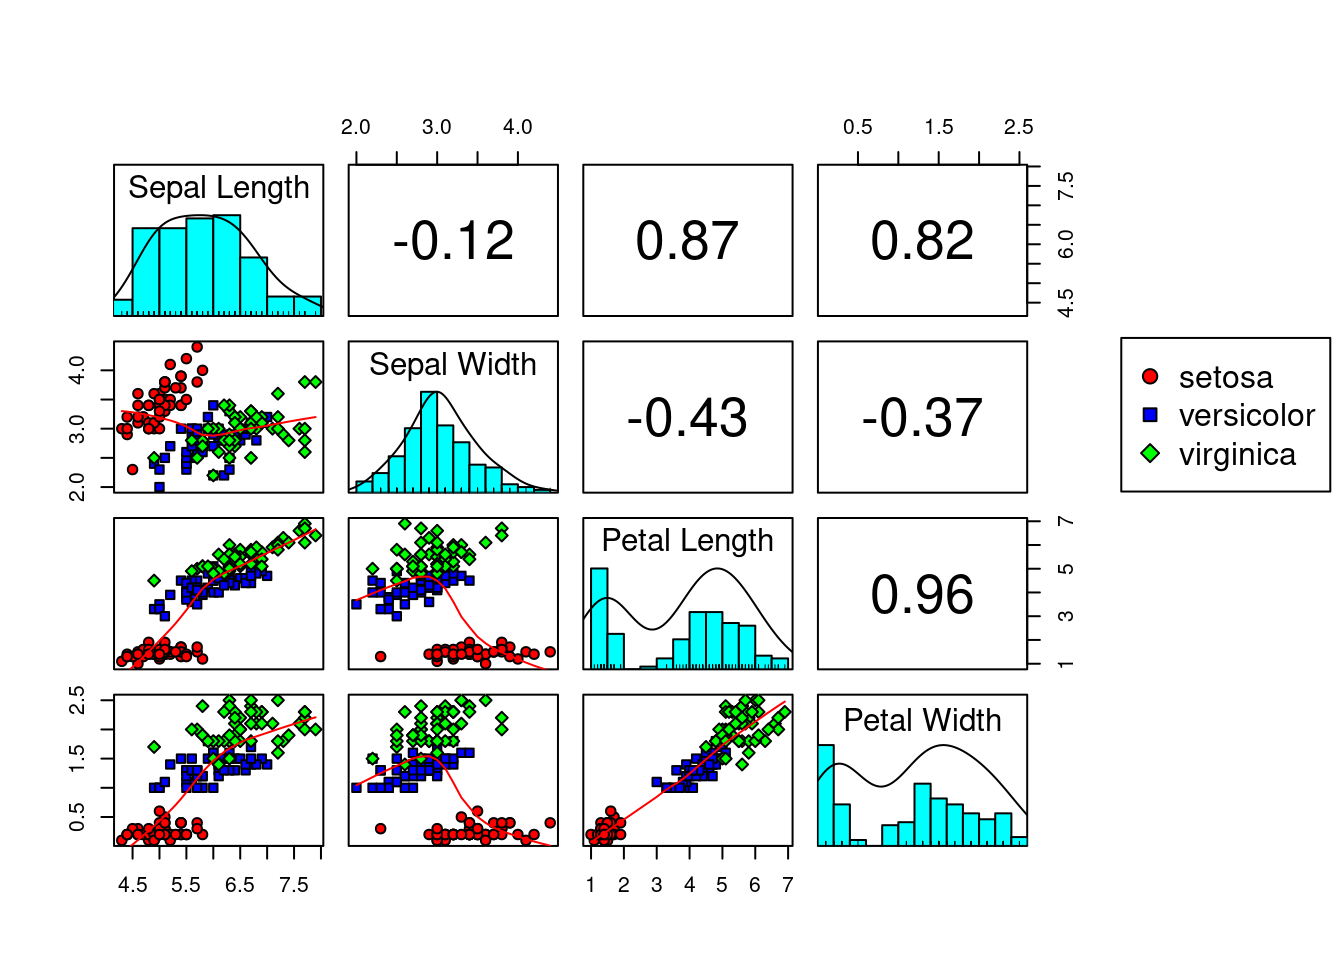 2.0 3.0 4.0
0.5 1.5 2.5
Sepal Length
-0.12
0.87
0.82
4.5 6.0 7.5
2.0 3.0 4.0
Sepal Width
-0.43
-0.37
setosa
versicolor
virginica
Petal Length
0.96
1 3 5 7
0.5 1.5 2.5
Petal Width
4.5 5.5 6.5 7.5
1 2 3 4 5 6 7